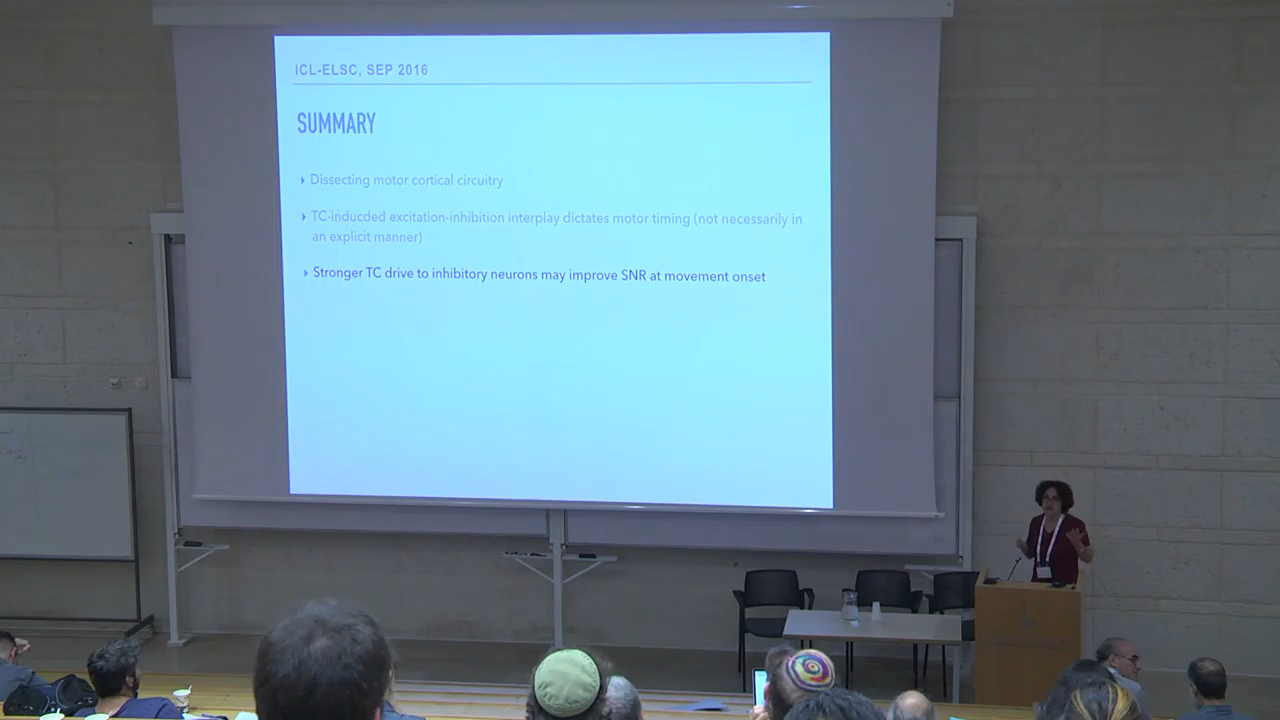 ICL-ELSC, SEP 2016
SUMMARY
Dissecting motor cortical circuitry
TC-inducded excitation-inhibition interplay dictates motor timing (not necessarily in
an explicit manner)
Stronger TC drive to inhibitory neurons may improve SNR at movement onset